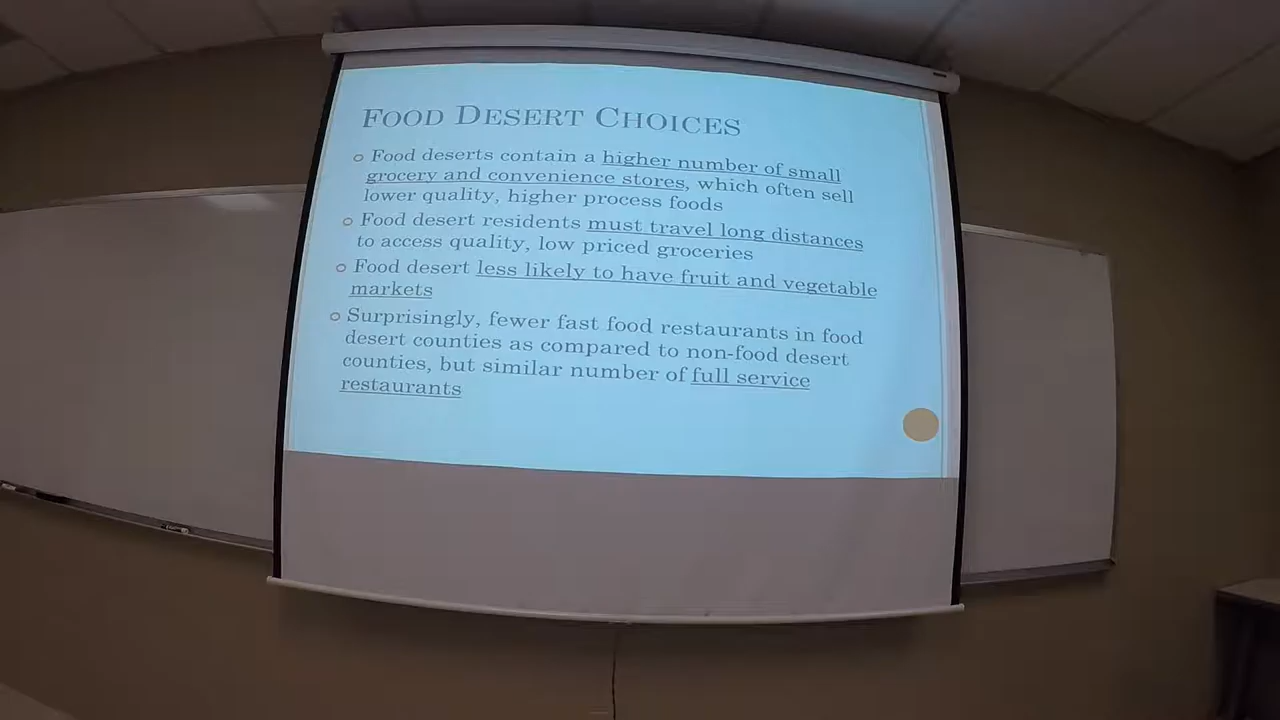 FOOD DESERT CHOICES
Food deserts contain a higher number of small
grocery and convenience stores, which often sell
lower quality, higher process foods
Food desert residents must travel long distances
to access quality, low priced groceries
Food desert less likely to have fruit and vegetable
markets
Surprisingly, fewer fast food restaurants in food
desert counties as compared to non-food desert
counties, but similar number of full service
restaurants